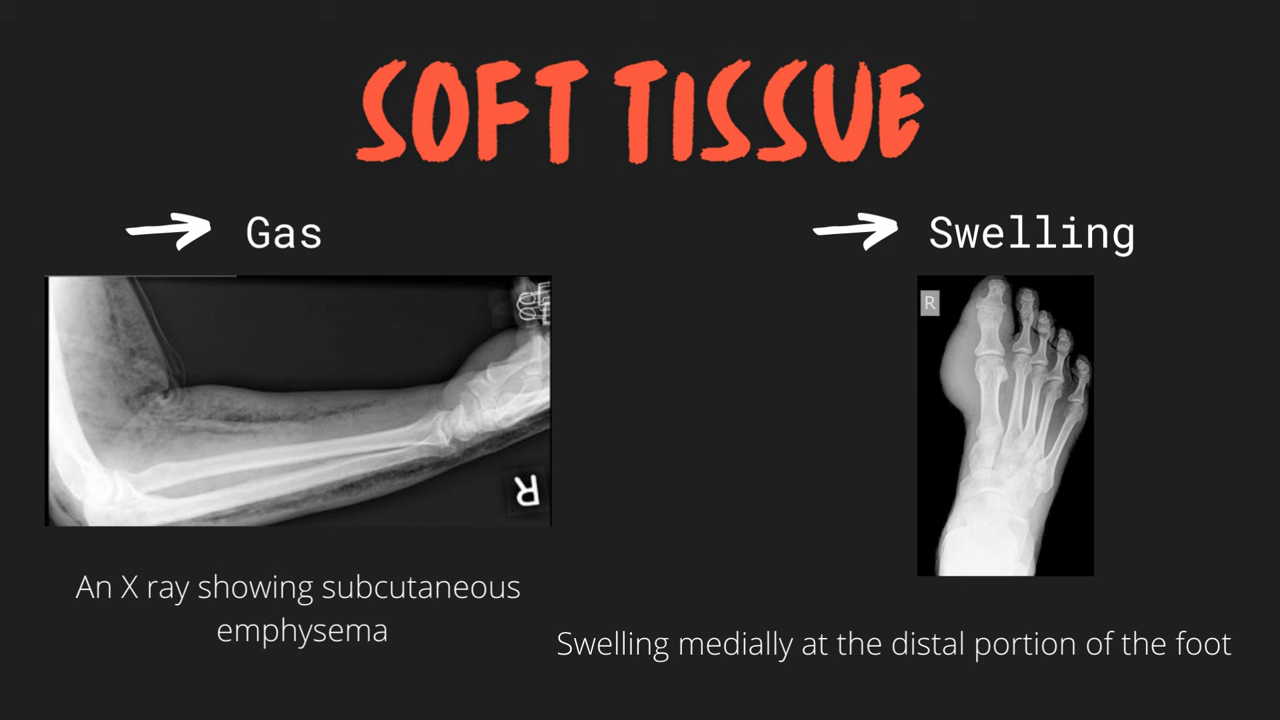 SOFT TISSUE
Gas
Swelling
R
R
An X ray showing subcutaneous
emphysema
Swelling medially at the distal portion of the foot